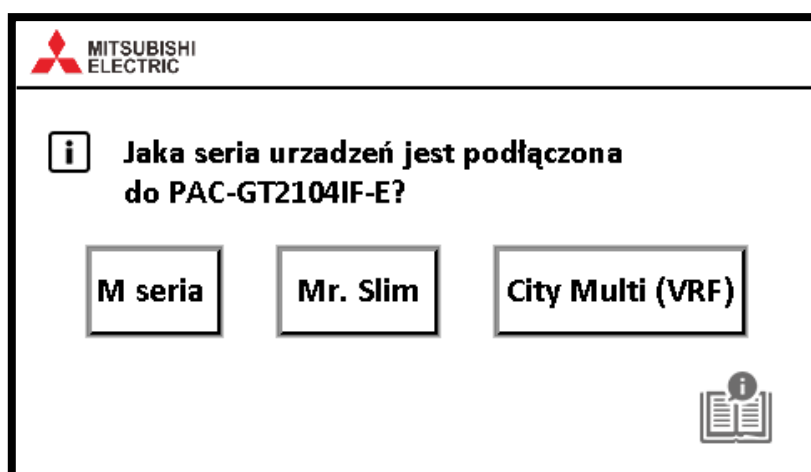 MITSUBISHI
ELECTRIC
i Jaka seria urzadzeń jest podłączona
do PAC-GT2104IF-E?
M seria Mr. Slim City Multi (VRF)
i